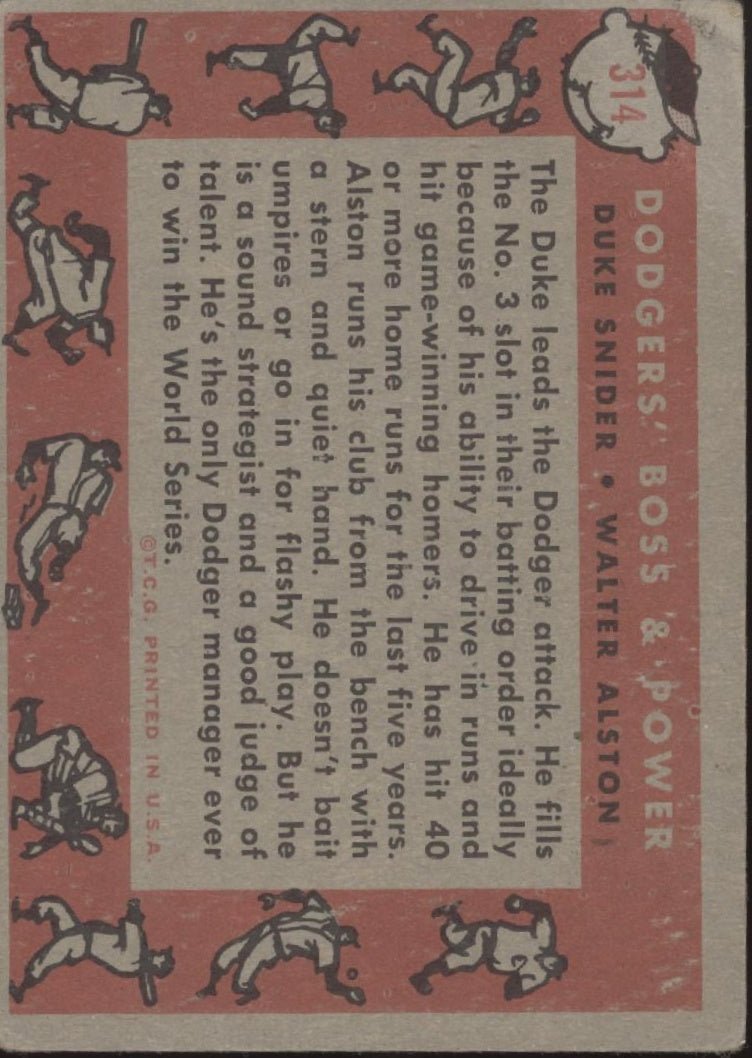 314
DODGERS' BOSS & POWER
DUKE SNIDER • WALTER ALSTON
The Duke leads the Dodger attack. He fills
the No. 3 slot in their batting order ideally
because of his ability to drive in runs and
hit game-winning homers. He has hit 40
or more home runs for the last five years.
Alston runs his club from the bench with
a stern and quiet hand. He doesn't bait
umpires or go in for flashy play. But he
is a sound strategist and a good judge of
talent. He's the only Dodger manager ever
to win the World Series.
©T.C.G. PRINTED IN U.S.A.